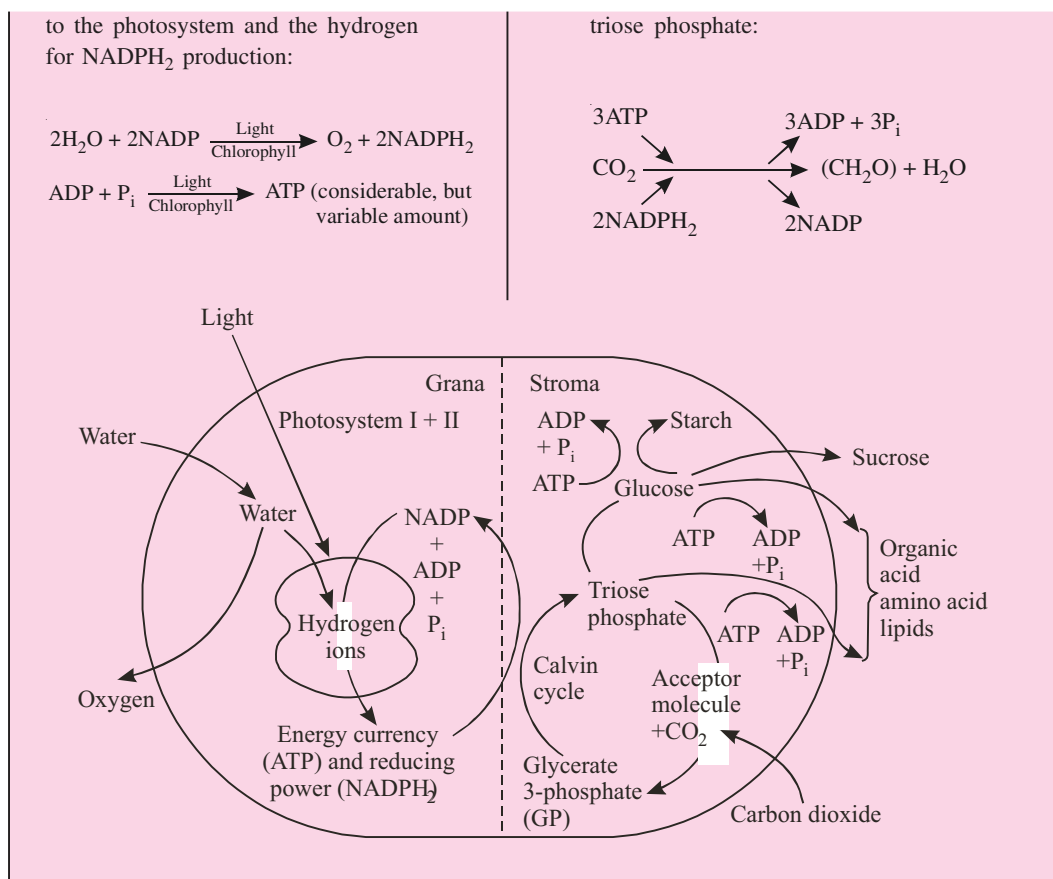 to the photosystem and the hydrogen
for NADPH₂ production:
2H₂O + 2NADP Light Chlorophyll → O₂ + 2NADPH₂
ADP + Pᵢ Light Chlorophyll → ATP (considerable, but
variable amount)
triose phosphate:
3ATP
3ADP + 3Pᵢ
CO₂ → (CH₂O) + H₂O
2NADPH₂
2NADP
Light
Grana
Stroma
Photosystem I + II
Water
Water
Oxygen
NADP
+
ADP
+
Pᵢ
Hydrogen
ions
Energy currency
(ATP) and reducing
power (NADPH₂)
ADP
+ Pᵢ
ATP
Starch
Glucose
Sucrose
ATP
ADP
+Pᵢ
Organic
acid
amino acid
lipids
Triose
phosphate
ATP
ADP
+Pᵢ
Calvin
cycle
Acceptor
molecule
+CO₂
Glycerate
3-phosphate
(GP)
Carbon dioxide